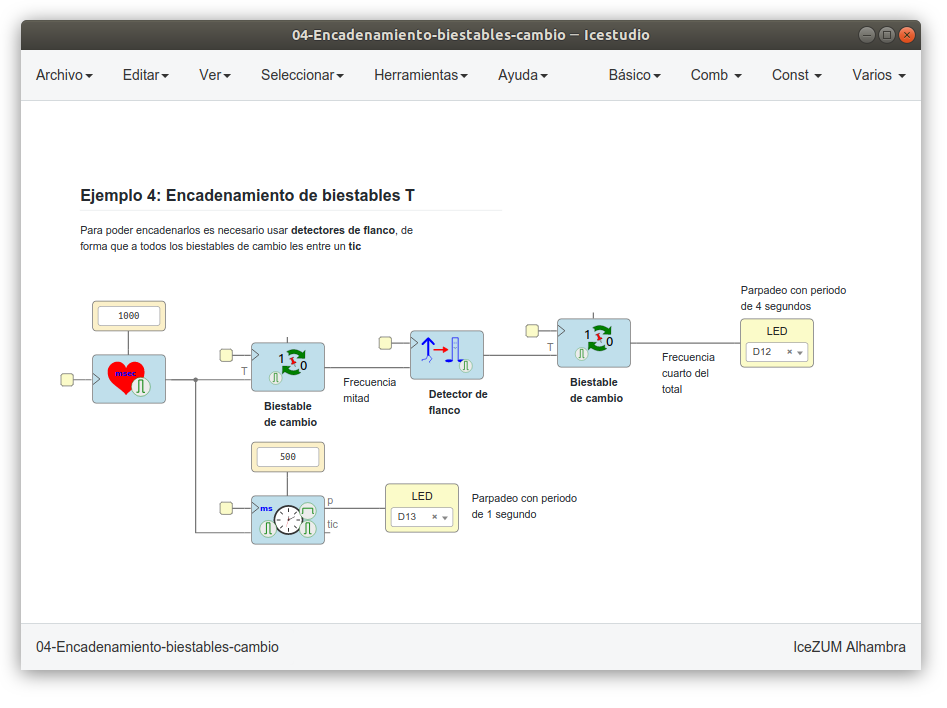 04-Encadenamiento-biestables-cambio — Icestudio
Archivo Editar Ver Seleccionar Herramientas Ayuda Básico Comb Const Varios
Ejemplo 4: Encadenamiento de biestables T
Para poder encadenarlos es necesario usar detectores de flanco, de
forma que a todos los biestables de cambio les entre un tic
Parpadeo con periodo
de 4 segundos
1000
LED
D12
msec
T
1
0
Biestable
de cambio
Frecuencia
mitad
Detector de
flanco
T
1
0
Biestable
de cambio
Frecuencia
cuarto del
total
500
ms
p
tic
LED
D13
Parpadeo con periodo
de 1 segundo
04-Encadenamiento-biestables-cambio
IceZUM Alhambra